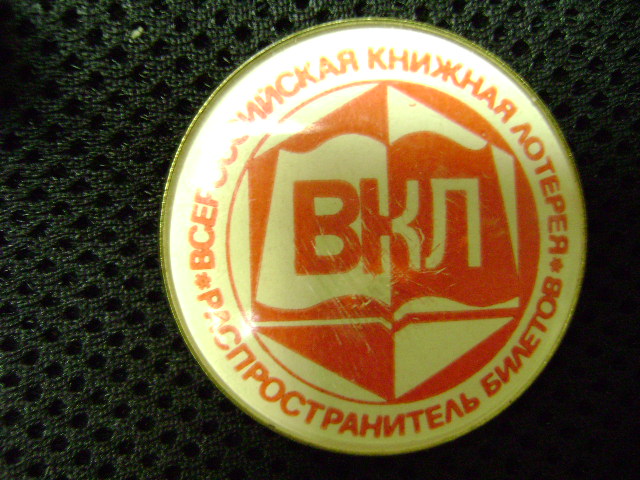 *ВСЕРОССИЙСКАЯ КНИЖНАЯ ЛОТЕРЕЯ*
РАСПРОСТРАНИТЕЛЬ БИЛЕТОВ
ВКЛ